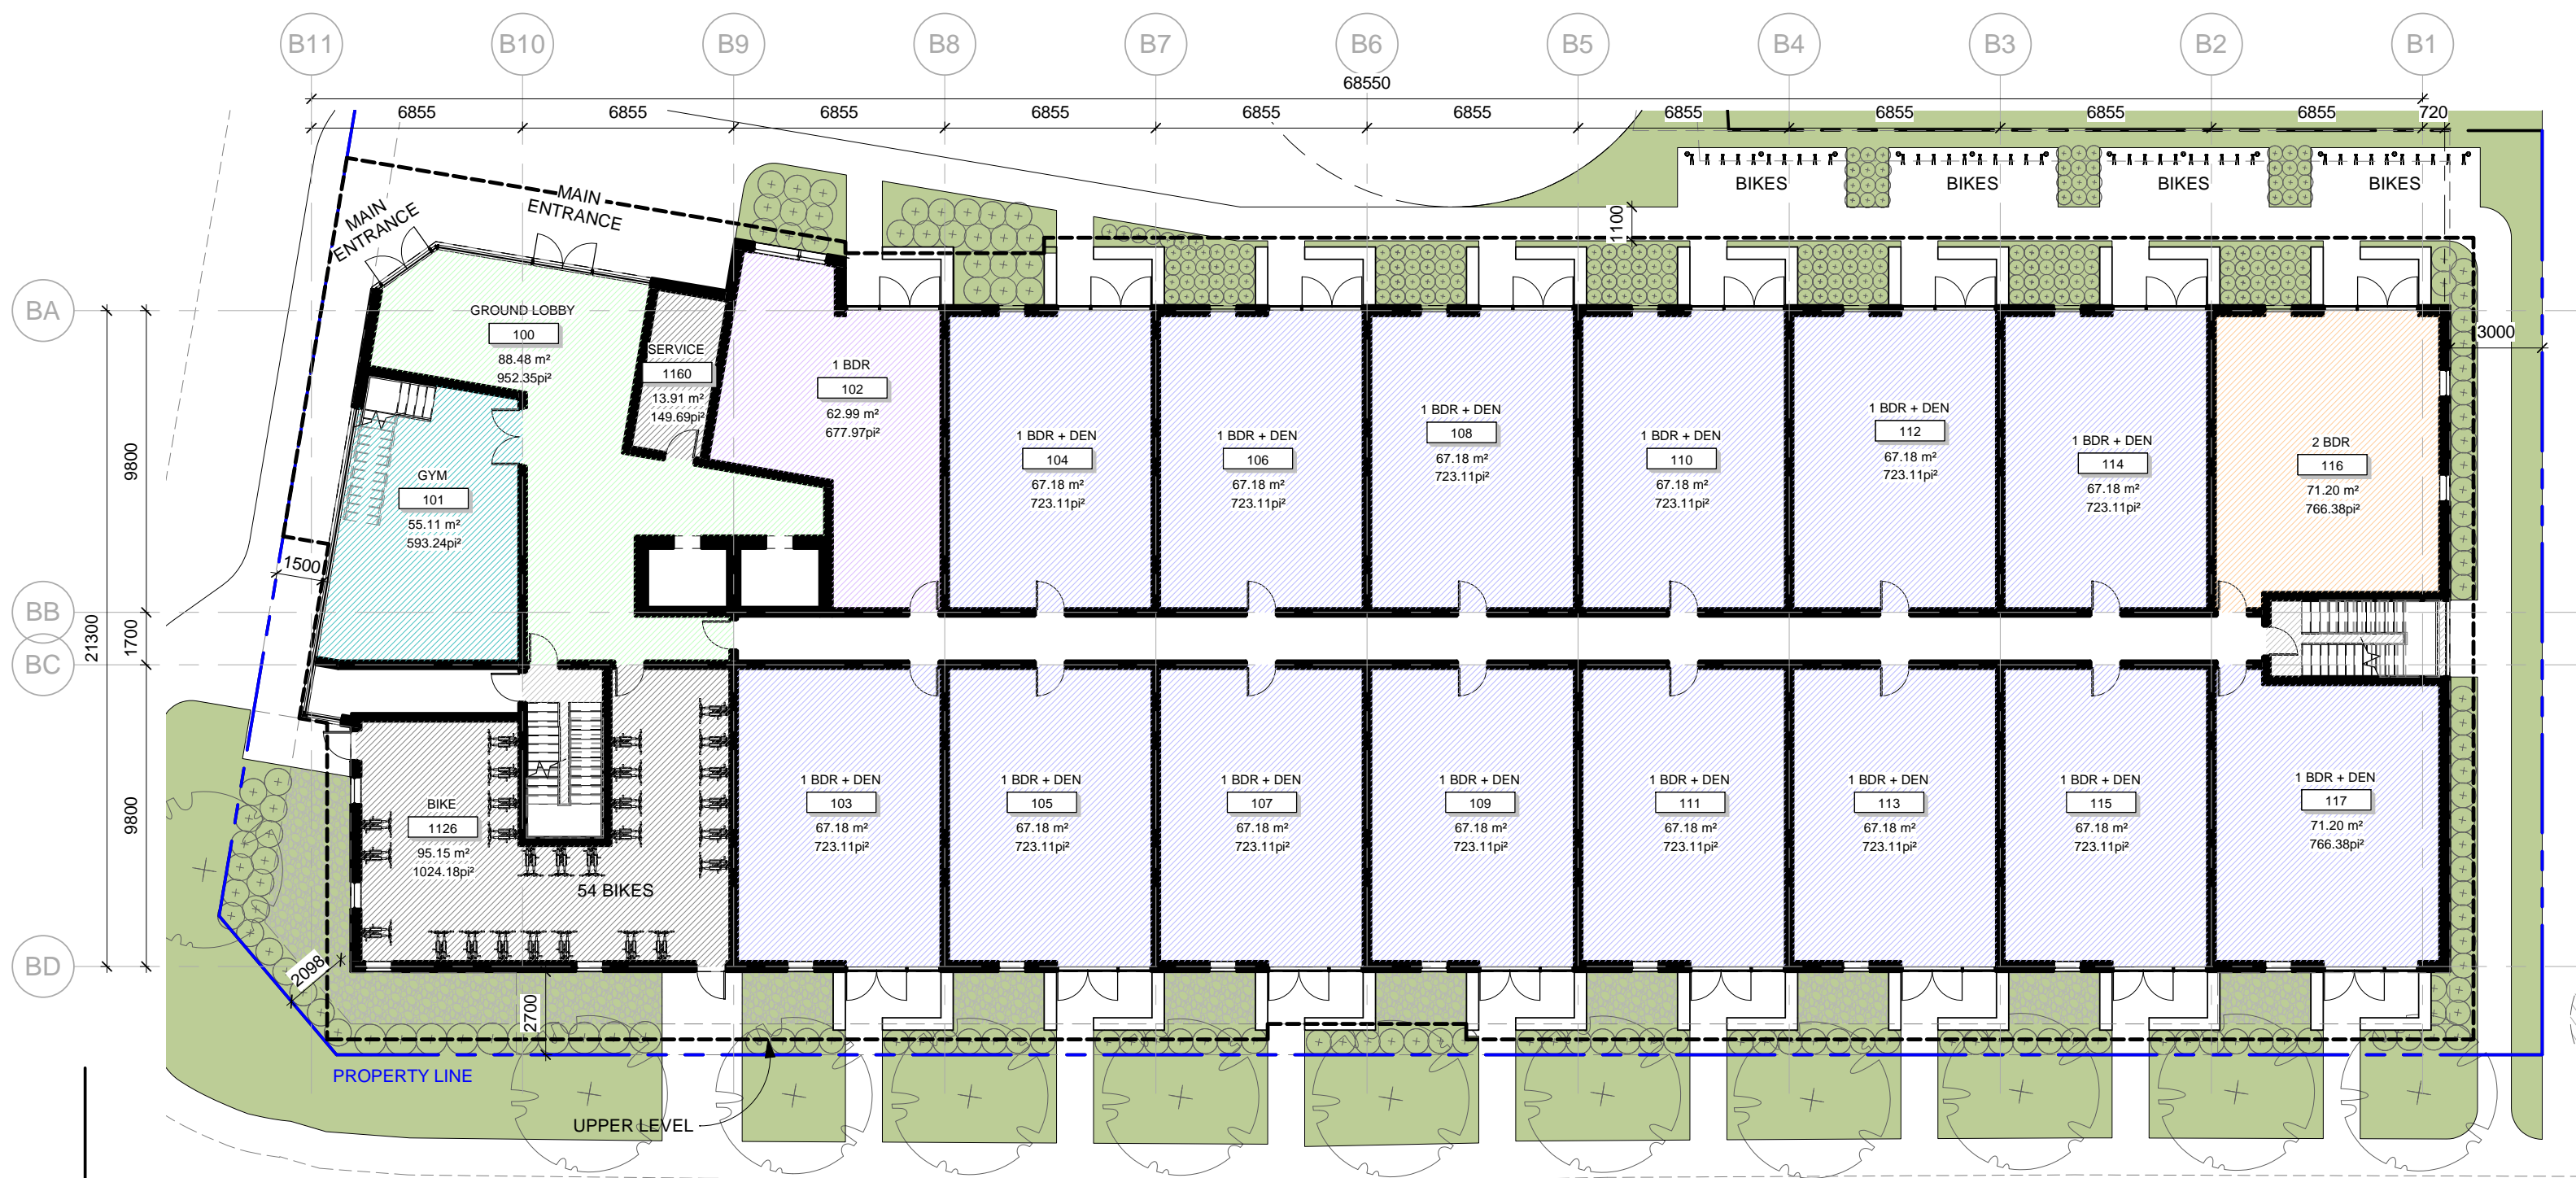 B11 B10 B9 B8 B7 B6 B5 B4 B3 B2 B1
68550
6855 6855 6855 6855 6855 6855 6855 6855 6855 6855 720
BIKES BIKES BIKES BIKES
MAIN
ENTRANCE
MAIN
ENTRANCE
1100
3000
BA
BB
BC
BD
9800
1700
9800
21300
1500
2098
2700
GROUND LOBBY
100
88.48 m²
952.35pi²
SERVICE
1160
13.91 m²
149.69pi²
GYM
101
55.11 m²
593.24pi²
1 BDR
102
62.99 m²
677.97pi²
1 BDR + DEN
104
67.18 m²
723.11pi²
1 BDR + DEN
106
67.18 m²
723.11pi²
1 BDR + DEN
108
67.18 m²
723.11pi²
1 BDR + DEN
110
67.18 m²
723.11pi²
1 BDR + DEN
112
67.18 m²
723.11pi²
1 BDR + DEN
114
67.18 m²
723.11pi²
2 BDR
116
71.20 m²
766.38pi²
BIKE
1126
95.15 m²
1024.18pi²
54 BIKES
1 BDR + DEN
103
67.18 m²
723.11pi²
1 BDR + DEN
105
67.18 m²
723.11pi²
1 BDR + DEN
107
67.18 m²
723.11pi²
1 BDR + DEN
109
67.18 m²
723.11pi²
1 BDR + DEN
111
67.18 m²
723.11pi²
1 BDR + DEN
113
67.18 m²
723.11pi²
1 BDR + DEN
115
67.18 m²
723.11pi²
1 BDR + DEN
117
71.20 m²
766.38pi²
PROPERTY LINE
UPPER LEVEL